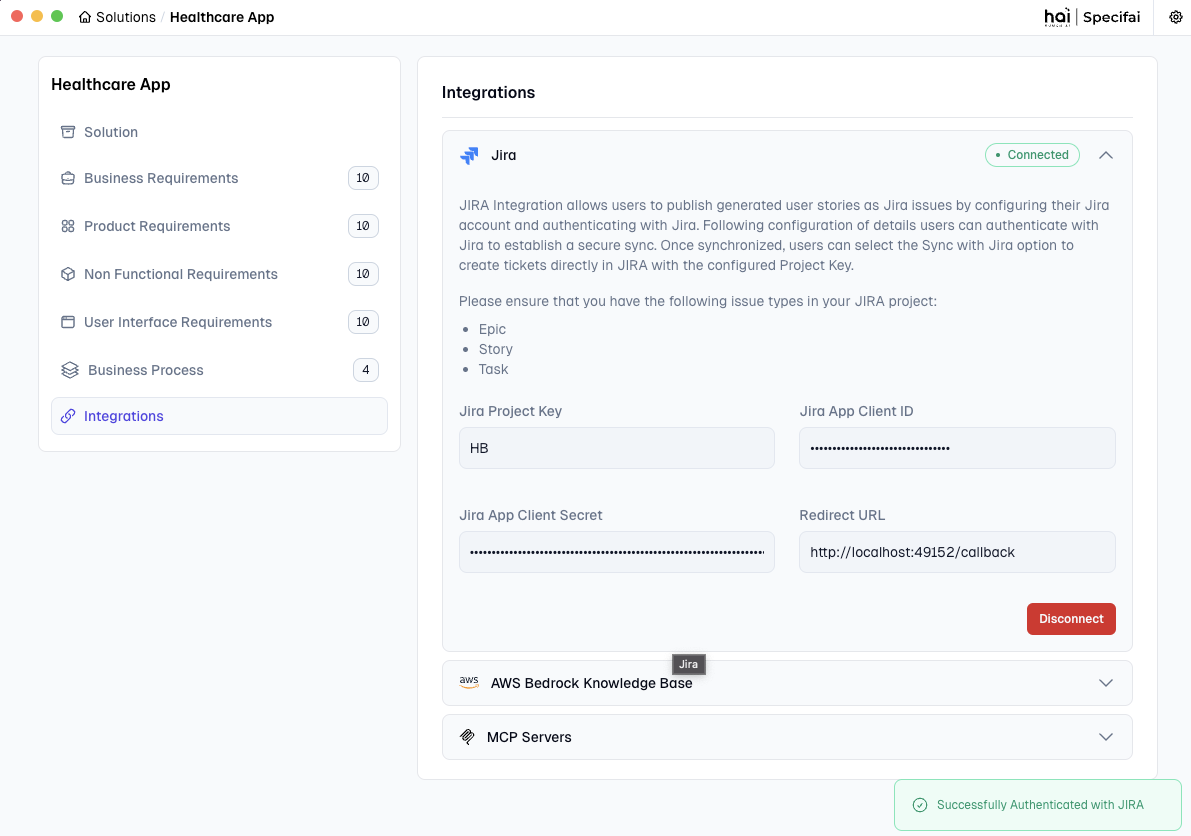 Solutions / Healthcare App
hai | Specifai
Healthcare App
Solution
Business Requirements 10
Product Requirements 10
Non Functional Requirements 10
User Interface Requirements 10
Business Process 4
Integrations
Integrations
Jira
• Connected
JIRA Integration allows users to publish generated user stories as Jira issues by configuring their Jira
account and authenticating with Jira. Following configuration of details users can authenticate with
Jira to establish a secure sync. Once synchronized, users can select the Sync with Jira option to
create tickets directly in JIRA with the configured Project Key.
Please ensure that you have the following issue types in your JIRA project:
• Epic
• Story
• Task
Jira Project Key
HB
Jira App Client ID
Jira App Client Secret
Redirect URL
http://localhost:49152/callback
Disconnect
Jira
aws
AWS Bedrock Knowledge Base
MCP Servers
Successfully Authenticated with JIRA